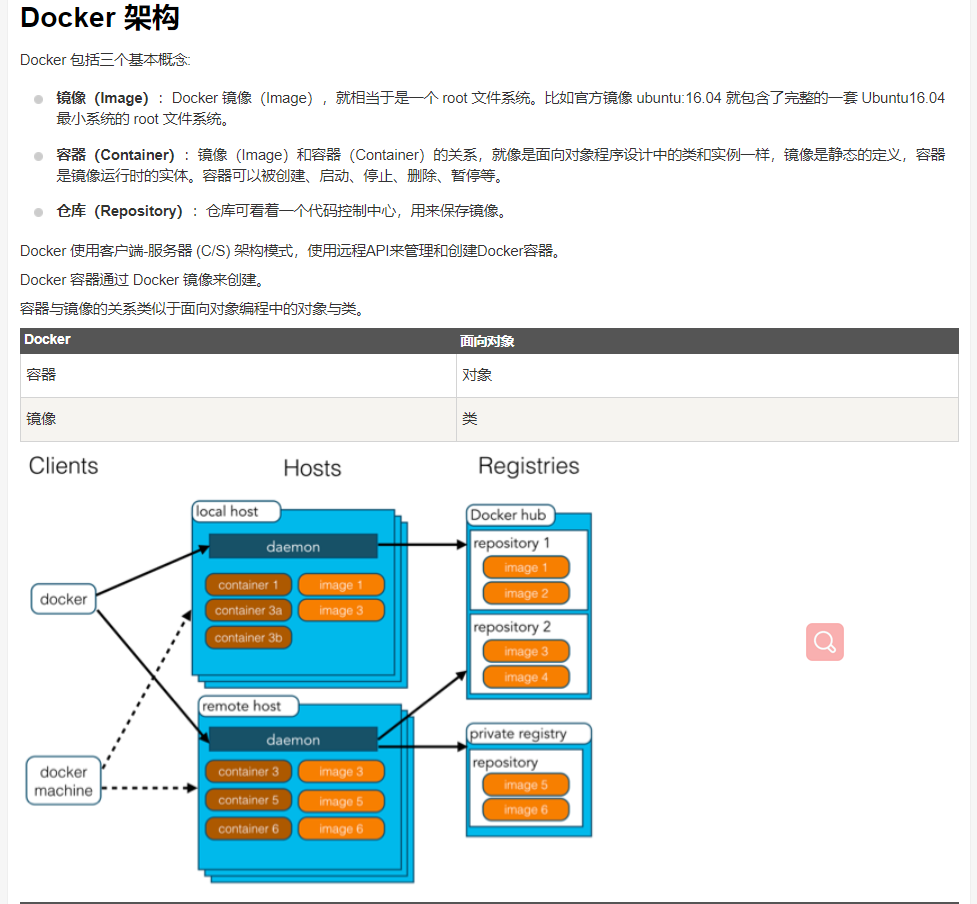 Docker 架构
Docker 包括三个基本概念:
镜像（Image）：Docker 镜像（Image），就相当于是一个 root 文件系统。比如官方镜像 ubuntu:16.04 就包含了完整的一套 Ubuntu16.04
最小系统的 root 文件系统。
容器（Container）：镜像（Image）和容器（Container）的关系，就像是面向对象程序设计中的类和实例一样，镜像是静态的定义，容器
是镜像运行时的实体。容器可以被创建、启动、停止、删除、暂停等。
仓库（Repository）：仓库可看着一个代码控制中心，用来保存镜像。
Docker 使用客户端-服务器 (C/S) 架构模式，使用远程API来管理和创建Docker容器。
Docker 容器通过 Docker 镜像来创建。
容器与镜像的关系类似于面向对象编程中的对象与类。
Docker 面向对象
容器 对象
镜像 类
Clients
Hosts
Registries
docker
docker
machine
local host
daemon
container 1 image 1
container 3a image 3
container 3b
remote host
daemon
container 3 image 3
container 5 image 5
container 6 image 6
Docker hub
repository 1
image 1
image 2
repository 2
image 3
image 4
private registry
repository
image 5
image 6